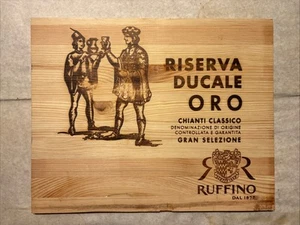 RISERVA
DUCALE
ORO
CHIANTI CLASSICO
DENOMINAZIONE DI ORIGINE
CONTROLLATA E GARANTITA
GRAN SELEZIONE
RUFFINO
DAL 1877